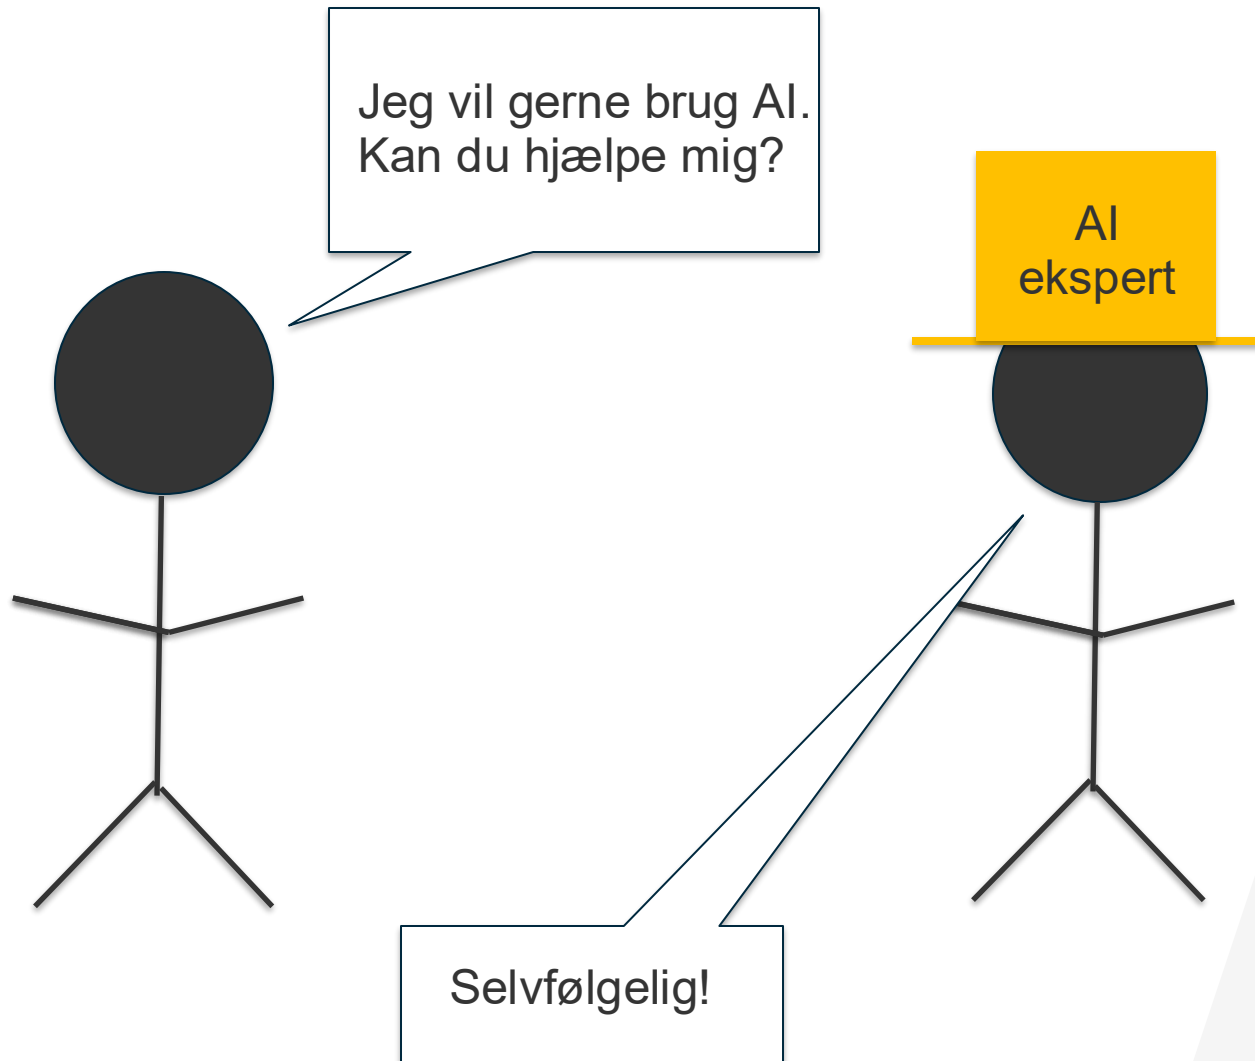 Jeg vil gerne brug AI.
Kan du hjælpe mig?
AI
ekspert
Selvfølgelig!